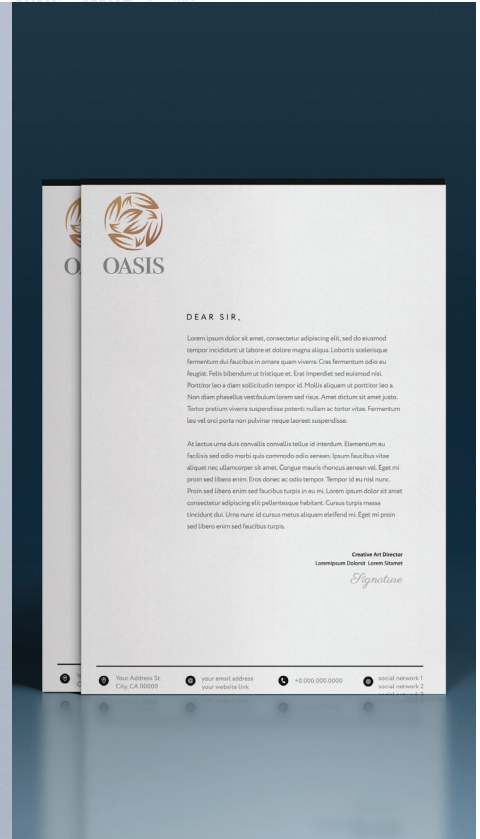 OASIS
DEAR SIR,
Lorem ipsum dolor sit amet, consectetur adipiscing elit, sed do eiusmod
tempor incididunt ut labore et dolore magna aliqua. Lobortis scelerisque
fermentum dui faucibus in ornare quam viverra. Cras fermentum odio eu
feugiat. Felis bibendum ut tristique et. Erat imperdiet sed euismod nisi.
Porttitor leo a diam sollicitudin tempor id. Mollis aliquam ut porttitor leo a.
Non diam phasellus vestibulum lorem sed risus. Amet dictum sit amet justo.
Tortor pretium viverra suspendisse potenti nullam ac tortor vitae. Fermentum
leo vel orci porta non pulvinar neque laoreet suspendisse.
At lectus urna duis convallis convallis tellus id interdum. Elementum eu
facilisis sed odio morbi quis commodo odio aenean. Ipsum faucibus vitae
aliquet nec ullamcorper sit amet. Congue mauris rhoncus aenean vel. Eget mi
proin sed libero enim. Eros donec ac odio tempor. Tempor id eu nisl nunc.
Proin sed libero enim sed faucibus turpis in eu mi. Lorem ipsum dolor sit amet
consectetur adipiscing elit pellentesque habitant. Cursus turpis massa
tincidunt dui. Urna nunc id cursus metus aliquam eleifend mi. Eget mi proin
sed libero enim sed faucibus turpis.
Creative Art Director
Loremipsum Dolorsit Lorem Sitamet
Signature
Your Address St.
City, CA 00000
your email address
your website link
+0.000.000.0000
social network 1
social network 2